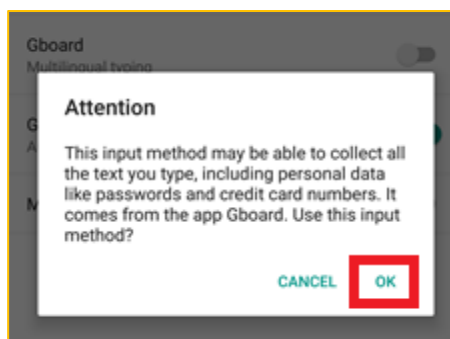 Gboard
Multilingual typing
G
A
M
Attention
This input method may be able to collect all
the text you type, including personal data
like passwords and credit card numbers. It
comes from the app Gboard. Use this input
method?
CANCEL OK